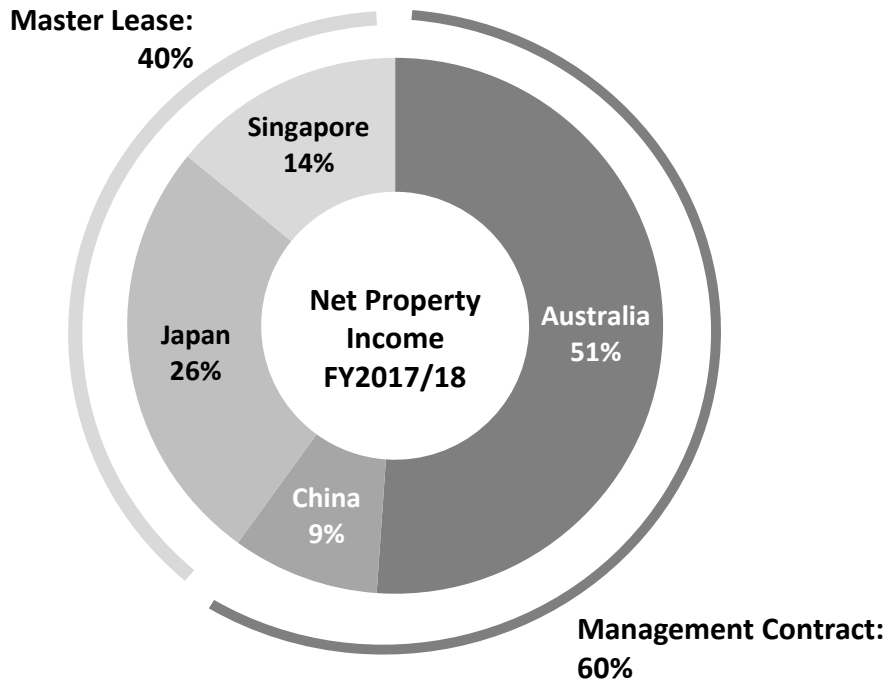 Master Lease:
40%
Singapore
14%
Net Property
Income
FY2017/18
Australia
51%
Japan
26%
China
9%
Management Contract:
60%